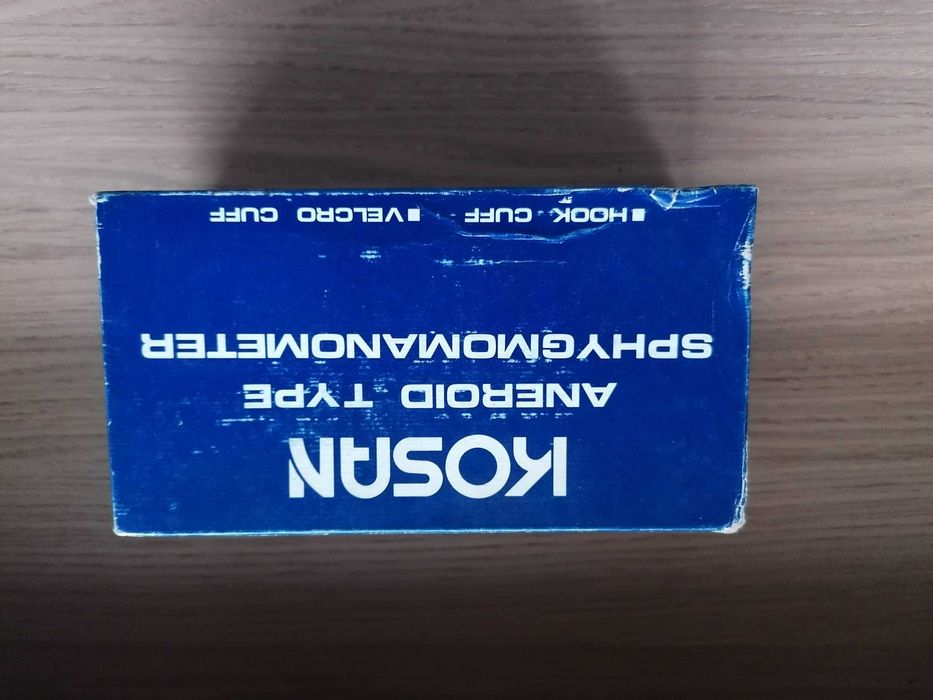 KOSAN
ANEROID TYPE
SPHYGMOMANOMETER
■ HOOK CUFF ■ VELCRO CUFF